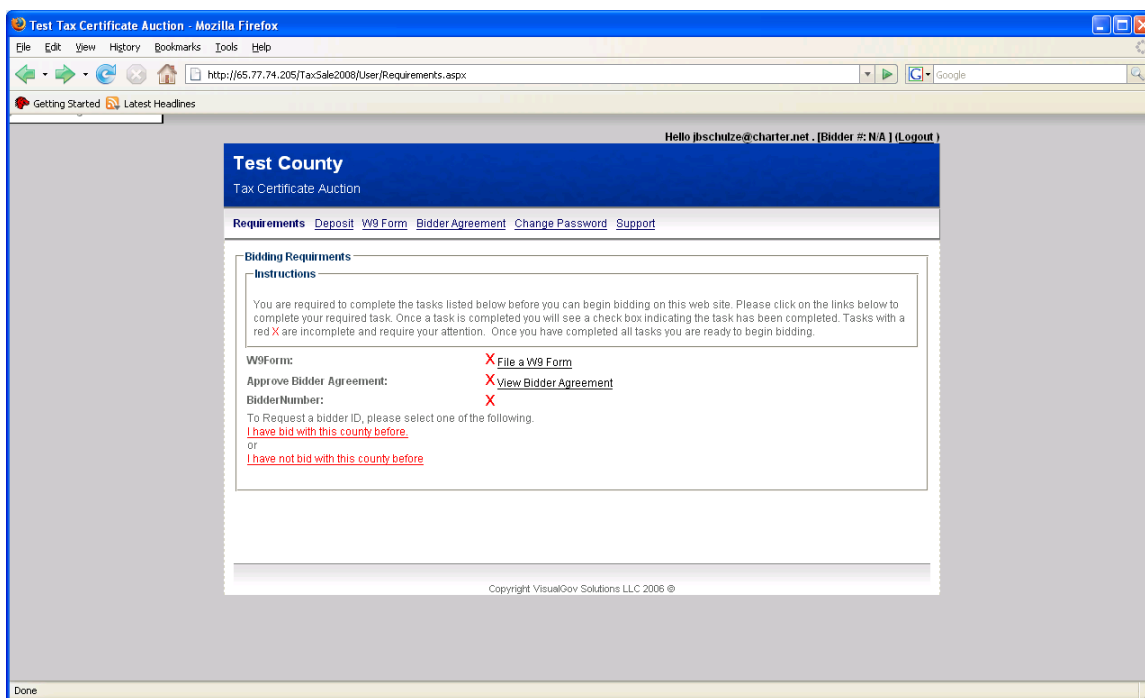 Test Tax Certificate Auction - Mozilla Firefox
File Edit View History Bookmarks Tools Help
http://65.77.74.205/TaxSale2008/User/Requirements.aspx
G Google
Getting Started Latest Headlines
Hello jbschulze@charter.net . [Bidder #: N/A ] (Logout )
Test County
Tax Certificate Auction
Requirements Deposit W9 Form Bidder Agreement Change Password Support
Bidding Requirments
Instructions
You are required to complete the tasks listed below before you can begin bidding on this web site. Please click on the links below to
complete your required task. Once a task is completed you will see a check box indicating the task has been completed. Tasks with a
red X are incomplete and require your attention. Once you have completed all tasks you are ready to begin bidding.
W9Form: X File a W9 Form
Approve Bidder Agreement: X View Bidder Agreement
BidderNumber: X
To Request a bidder ID, please select one of the following.
I have bid with this county before.
or
I have not bid with this county before
Copyright VisualGov Solutions LLC 2006 ©
Done